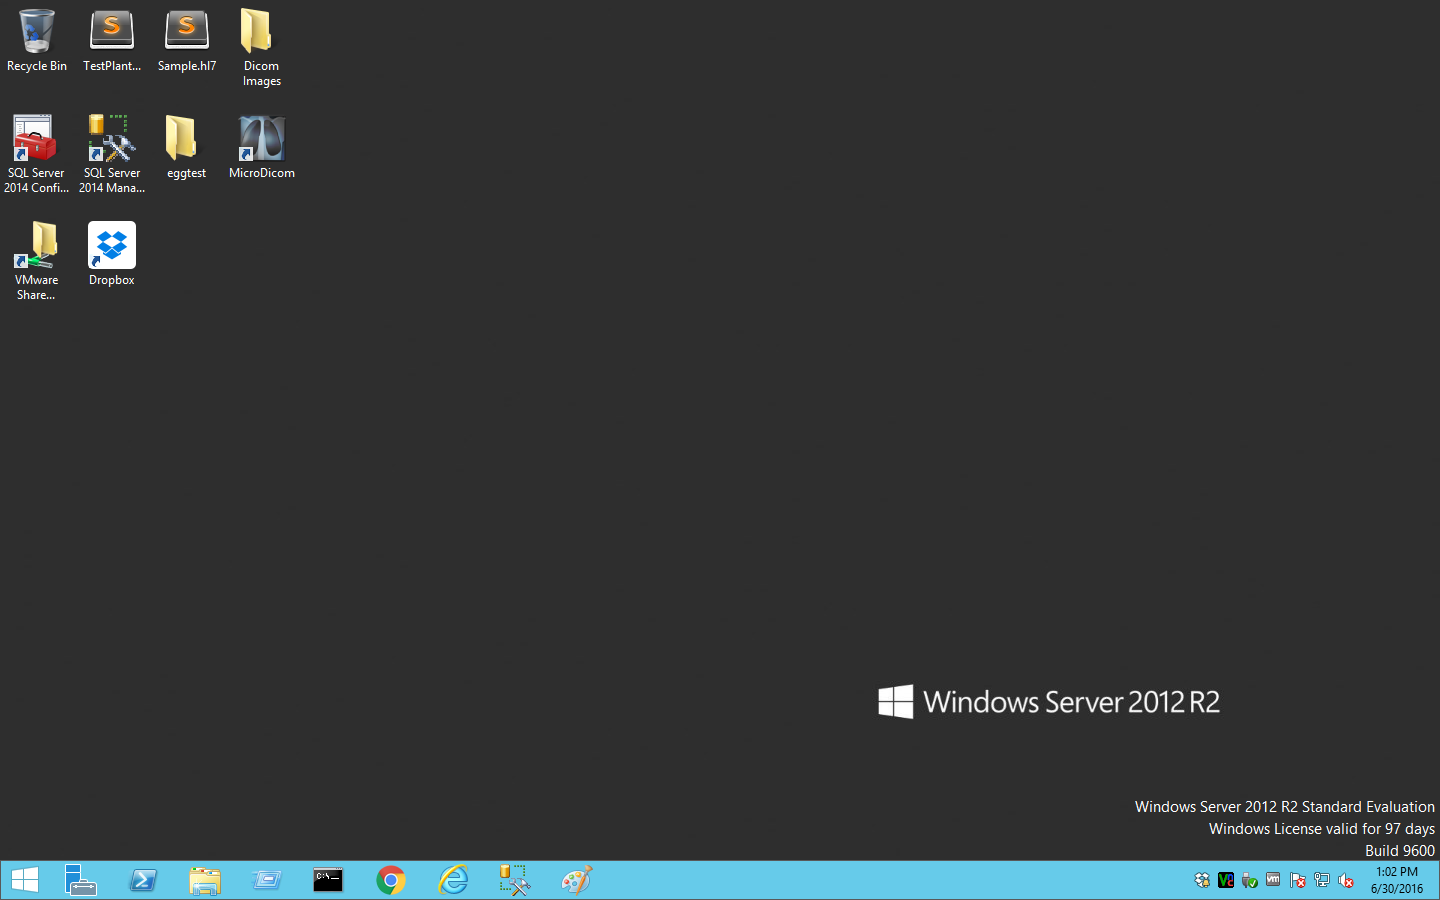 Recycle Bin
TestPlant...
Sample.hl7
Dicom
Images
SQL Server
2014 Confi...
SQL Server
2014 Mana...
eggtest
MicroDicom
VMware
Share...
Dropbox
Windows Server 2012 R2
Windows Server 2012 R2 Standard Evaluation
Windows License valid for 97 days
Build 9600
1:02 PM
6/30/2016